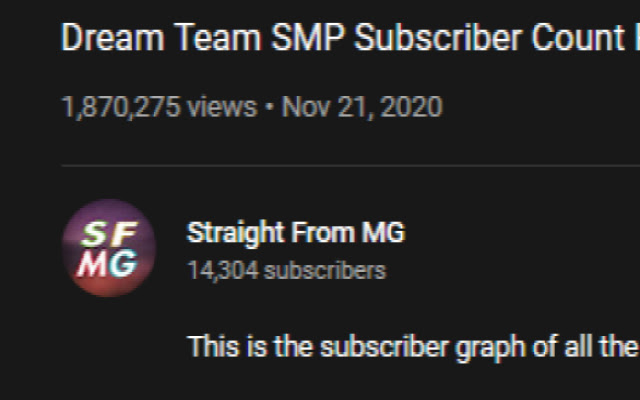 Dream Team SMP Subscriber Count
1,870,275 views • Nov 21, 2020
SF
MG
Straight From MG
14,304 subscribers
This is the subscriber graph of all the